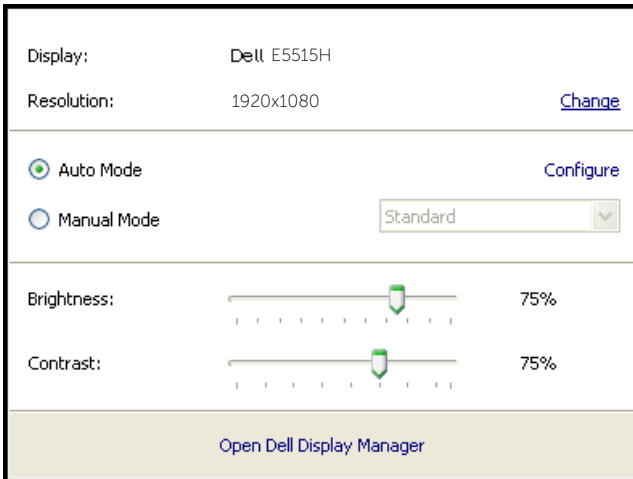 Display: Dell E5515H
Resolution: 1920x1080 Change
Auto Mode Configure
Manual Mode Standard
Brightness: 75%
Contrast: 75%
Open Dell Display Manager